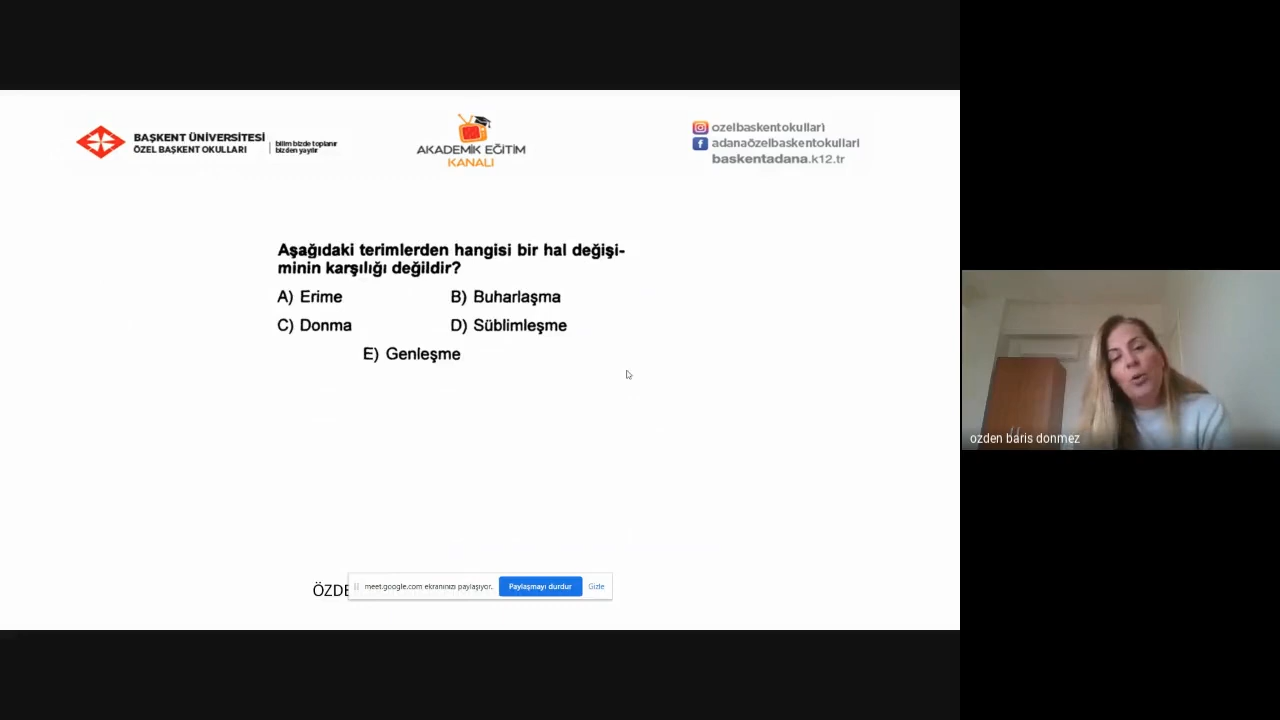 BAŞKENT ÜNİVERSİTESİ
ÖZEL BAŞKENT OKULLARI
bilim bizde toplanır
bizden yayılır
AKADEMİK EĞİTİM
KANALI
ozelbaskentokullari
adanaözelbaskentokullari
baskentadana.k12.tr
Aşağıdaki terimlerden hangisi bir hal değişi-
minin karşılığı değildir?
A) Erime B) Buharlaşma
C) Donma D) Süblimleşme
E) Genleşme
ozden baris donmez
meet.google.com ekranınızı paylaşıyor. Paylaşmayı durdur Gizle